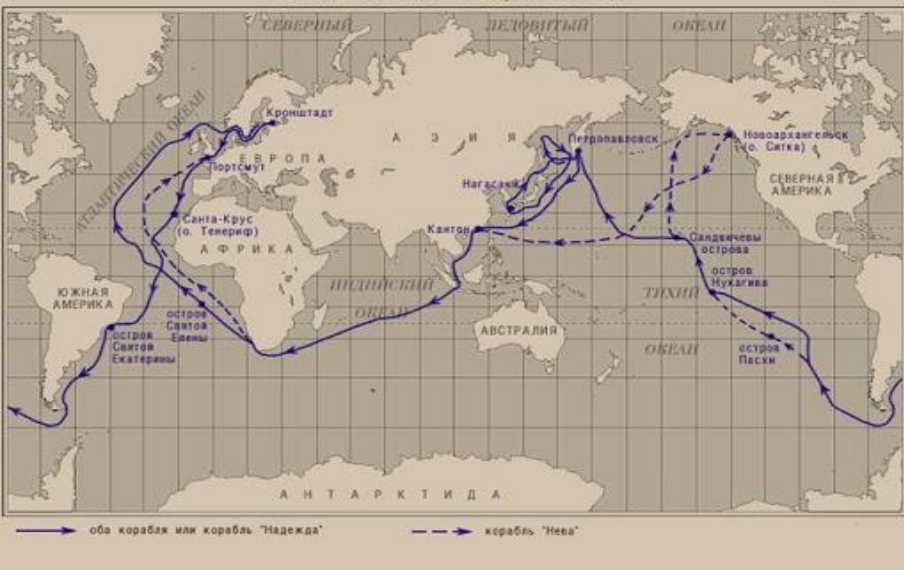 СЕВЕРНЫЙ
ЛЕДОВИТЫЙ
ОКЕАН
АТЛАНТИЧЕСКИЙ ОКЕАН
Кронштадт
ЕВРОПА
АЗИЯ
Петропавловск
Новоархангельск
(о. Ситка)
Портсмут
СЕВЕРНАЯ
АМЕРИКА
Нагасаки
Санта-Крус
(о. Тенериф)
АФРИКА
Кантон
Сандвичевы
острова
ЮЖНАЯ
АМЕРИКА
ИНДИЙСКИЙ
ОКЕАН
остров
Нукагива
ТИХИЙ
ОКЕАН
остров
Святой
Елены
остров
Святой
Екатерины
АВСТРАЛИЯ
остров
Пасхи
АНТАРКТИДА
оба корабля или корабль "Надежда"
корабль "Нева"